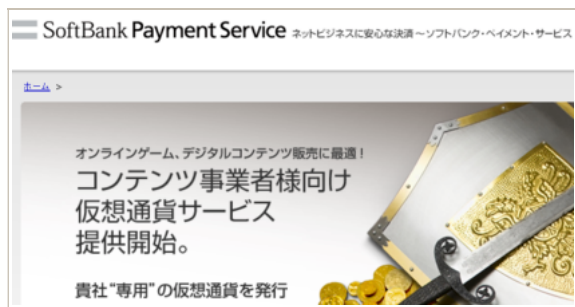 SoftBank Payment Service ネットビジネスに安心な決済～ソフトバンク・ペイメント・サービス
ホーム >
オンラインゲーム、デジタルコンテンツ販売に最適！
コンテンツ事業者様向け
仮想通貨サービス
提供開始。
貴社“専用”の仮想通貨を発行